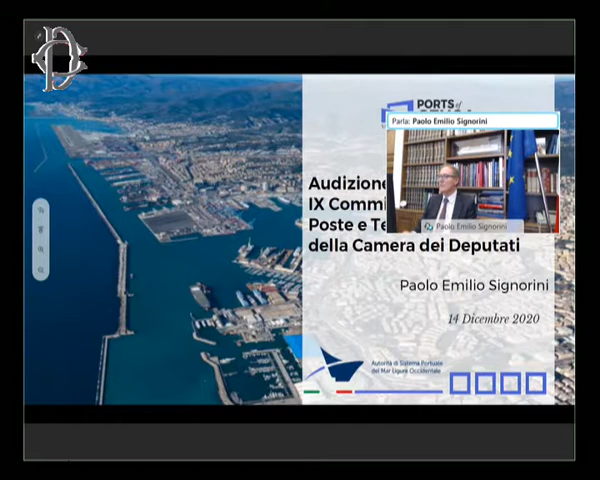 PORTS of
Parla: Paolo Emilio Signorini
Paolo Emilio Signorini
Audizione
IX Commi
Poste e Te
della Camera dei Deputati
Paolo Emilio Signorini
14 Dicembre 2020
Autorità di Sistema Portuale
del Mar Ligure Occidentale